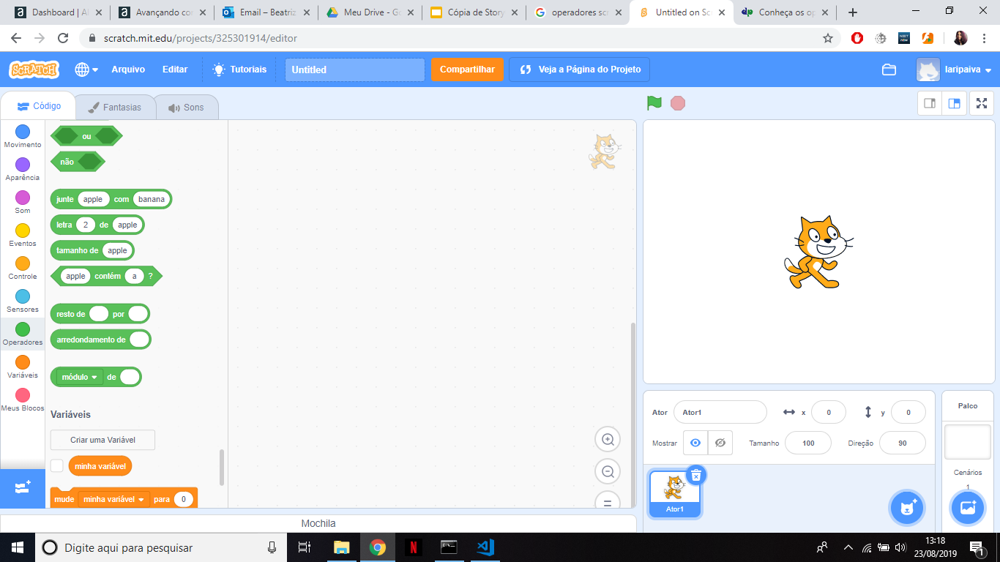 Dashboard | Al
Avançando cor
Email – Beatriz
Meu Drive - Go
Cópia de Story
operadores scr
Untitled on Scr
Conheça os op
scratch.mit.edu/projects/325301914/editor
SCRATCH
Arquivo
Editar
Tutoriais
Untitled
Compartilhar
Veja a Página do Projeto
laripaiva
Código
Fantasias
Sons
Movimento
Aparência
Som
Eventos
Controle
Sensores
Operadores
Variáveis
Meus Blocos
ou
não
junte apple com banana
letra 2 de apple
tamanho de apple
apple contém a ?
resto de por
arredondamento de
módulo de
Variáveis
Criar uma Variável
minha variável
mude minha variável para 0
Mochila
Ator Ator1 x 0 y 0
Mostrar Tamanho 100 Direção 90
Ator1
Palco
Cenários
1
Digite aqui para pesquisar
13:18
23/08/2019
1